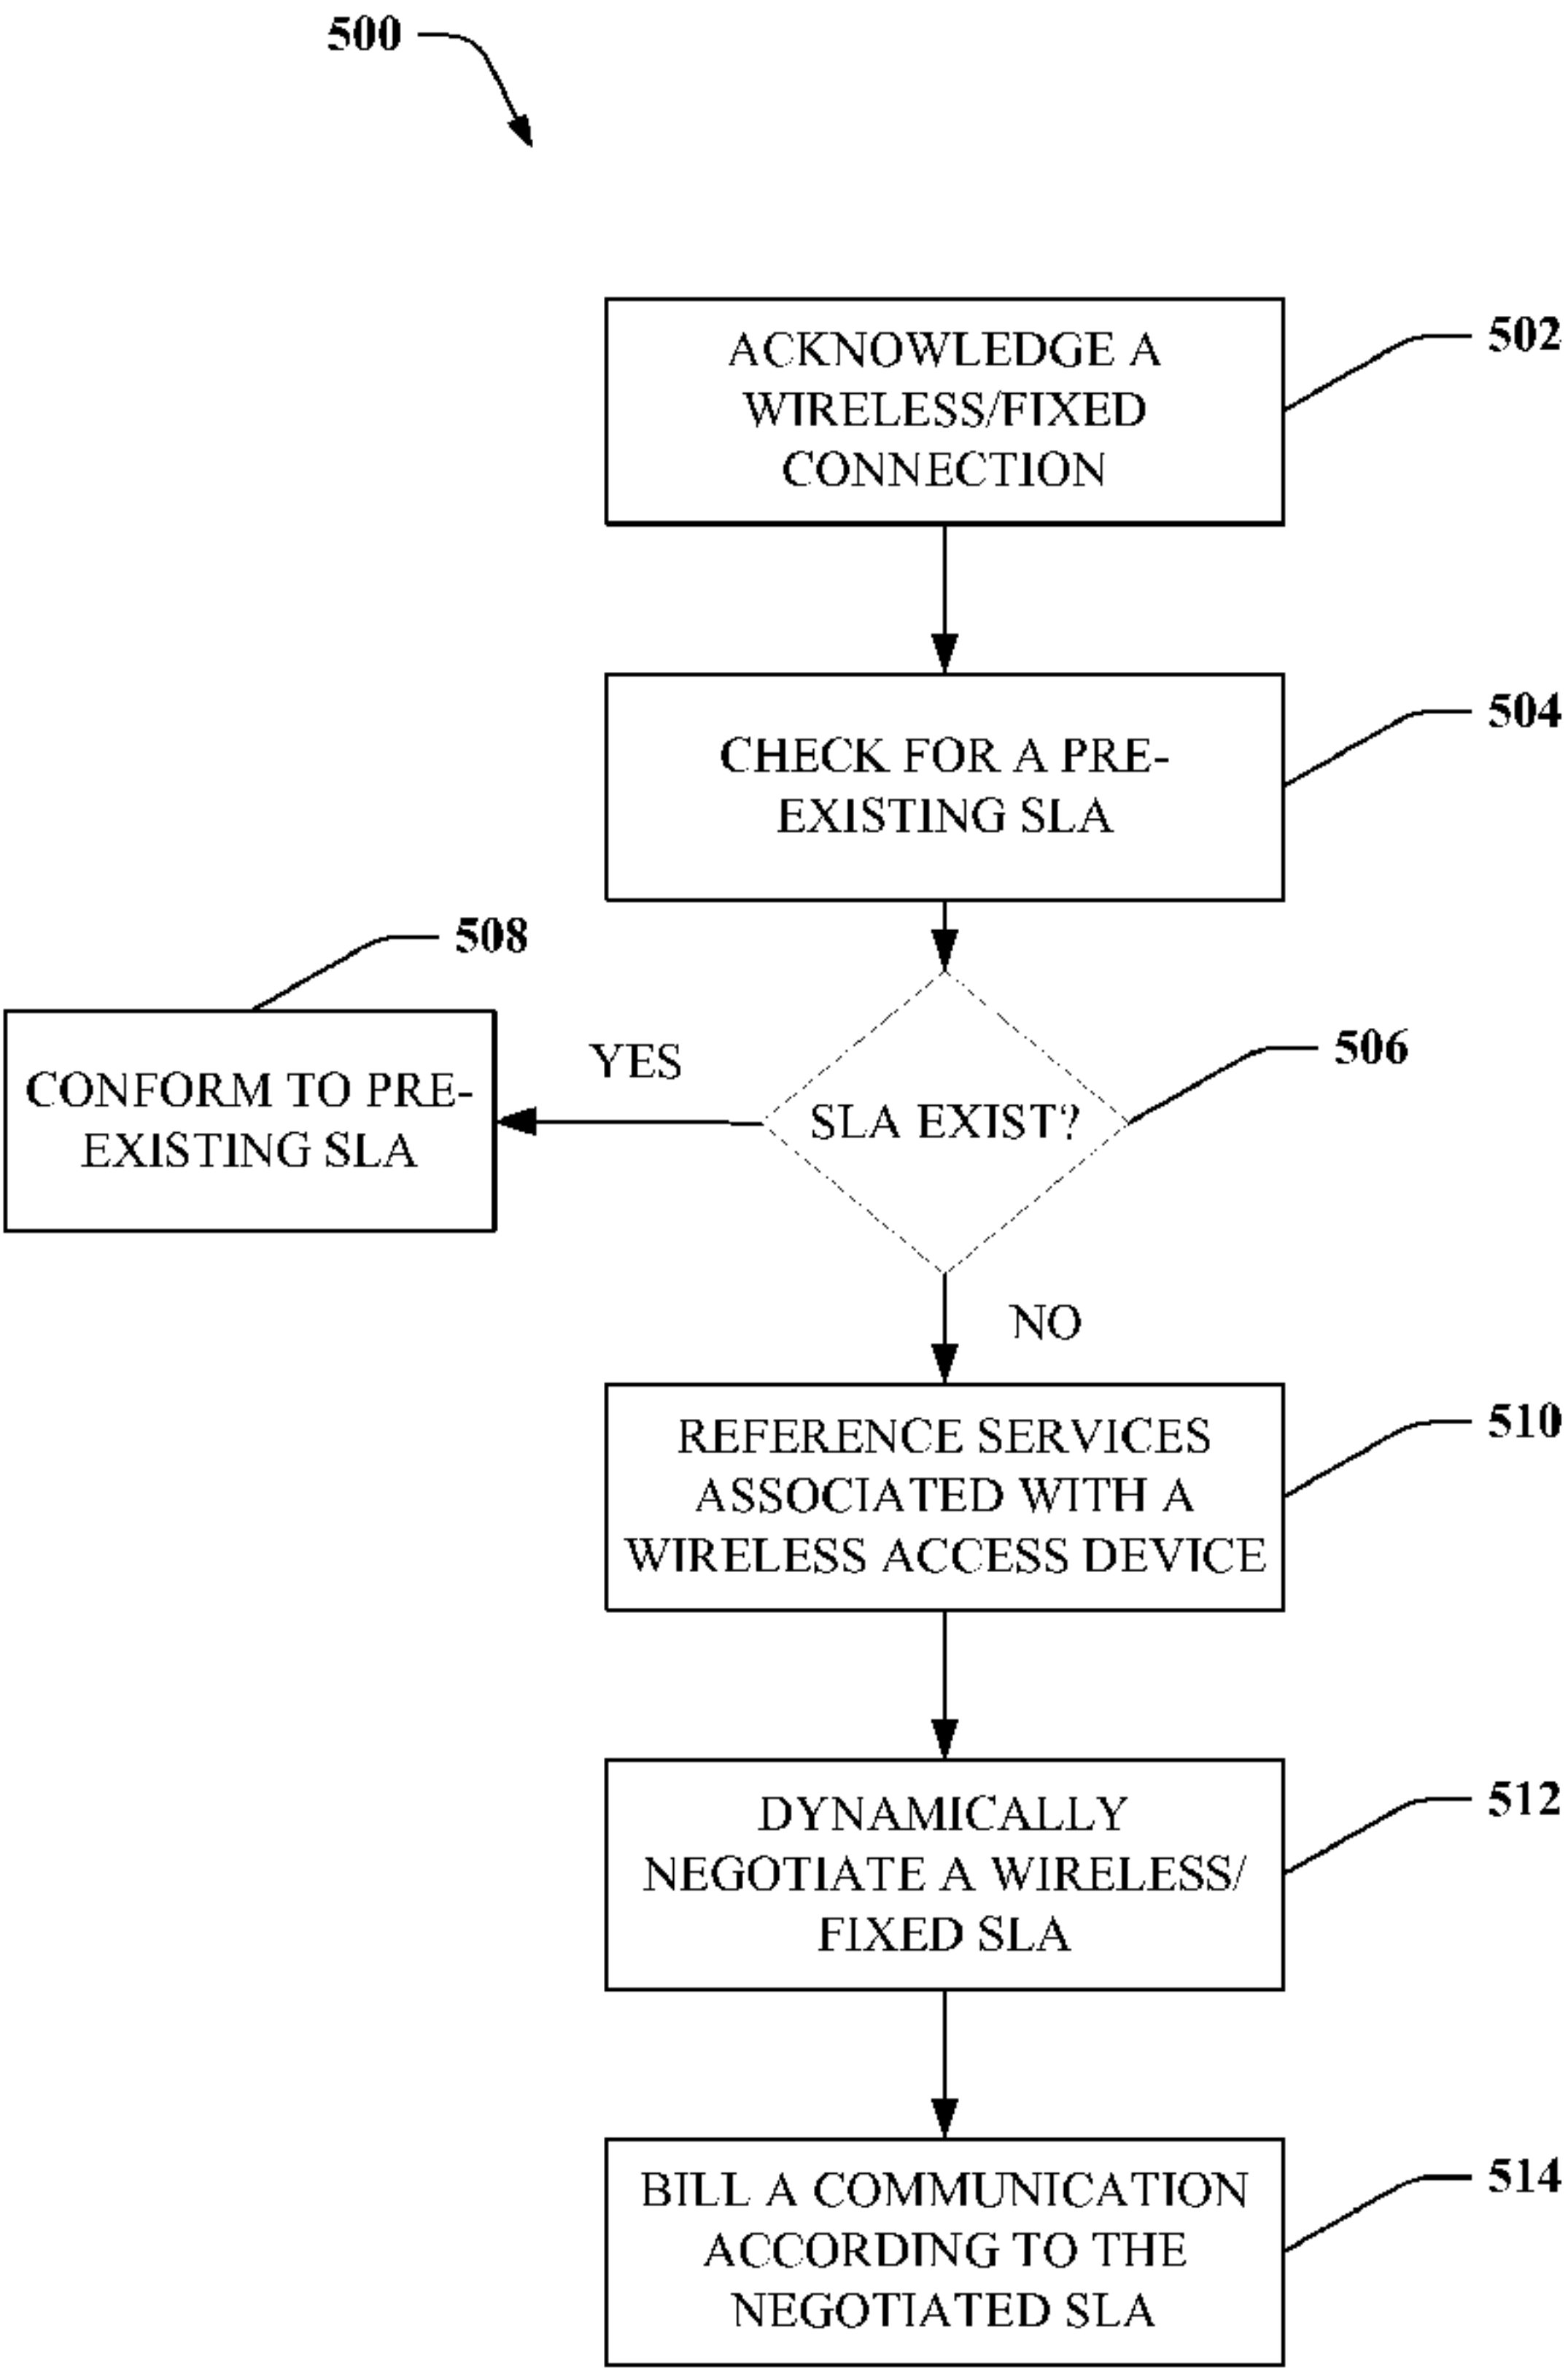 500
ACKNOWLEDGE A
WIRELESS/FIXED
CONNECTION
502
CHECK FOR A PRE-
EXISTING SLA
504
508
CONFORM TO PRE-
EXISTING SLA
YES
SLA EXIST?
506
NO
REFERENCE SERVICES
ASSOCIATED WITH A
WIRELESS ACCESS DEVICE
510
DYNAMICALLY
NEGOTIATE A WIRELESS/
FIXED SLA
512
BILL A COMMUNICATION
ACCORDING TO THE
NEGOTIATED SLA
514